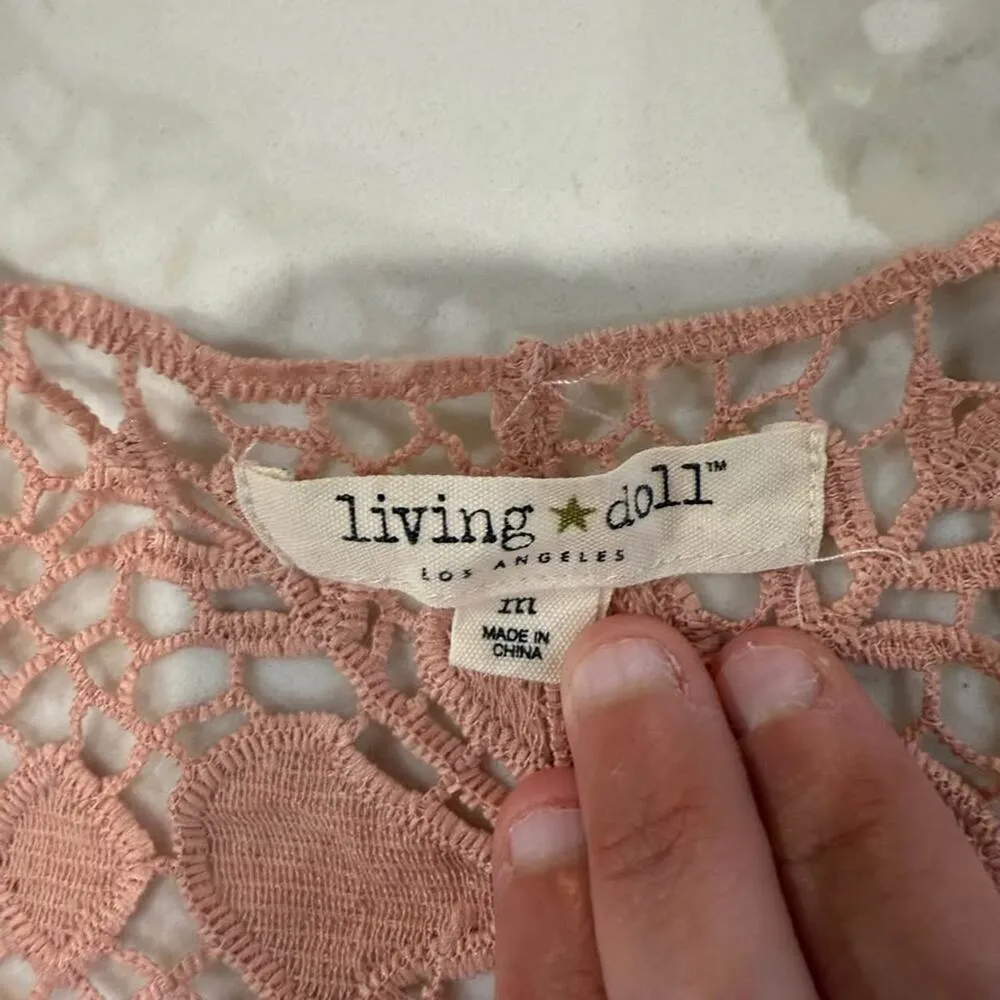 living ★ doll™
LOS ANGELES
m
MADE IN
CHINA